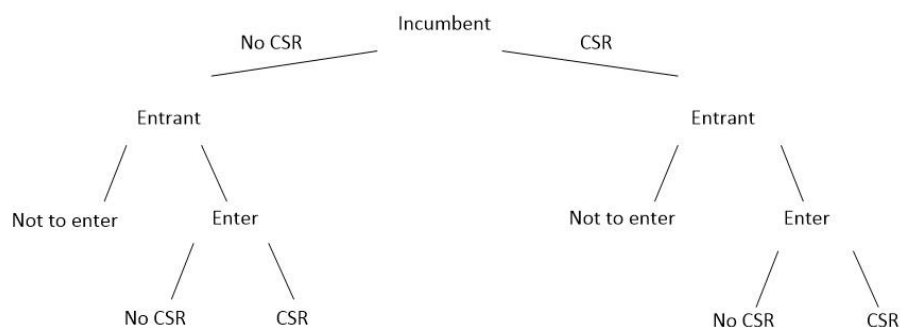 Incumbent
No CSR
CSR
Entrant
Entrant
Not to enter
Enter
Not to enter
Enter
No CSR
CSR
No CSR
CSR